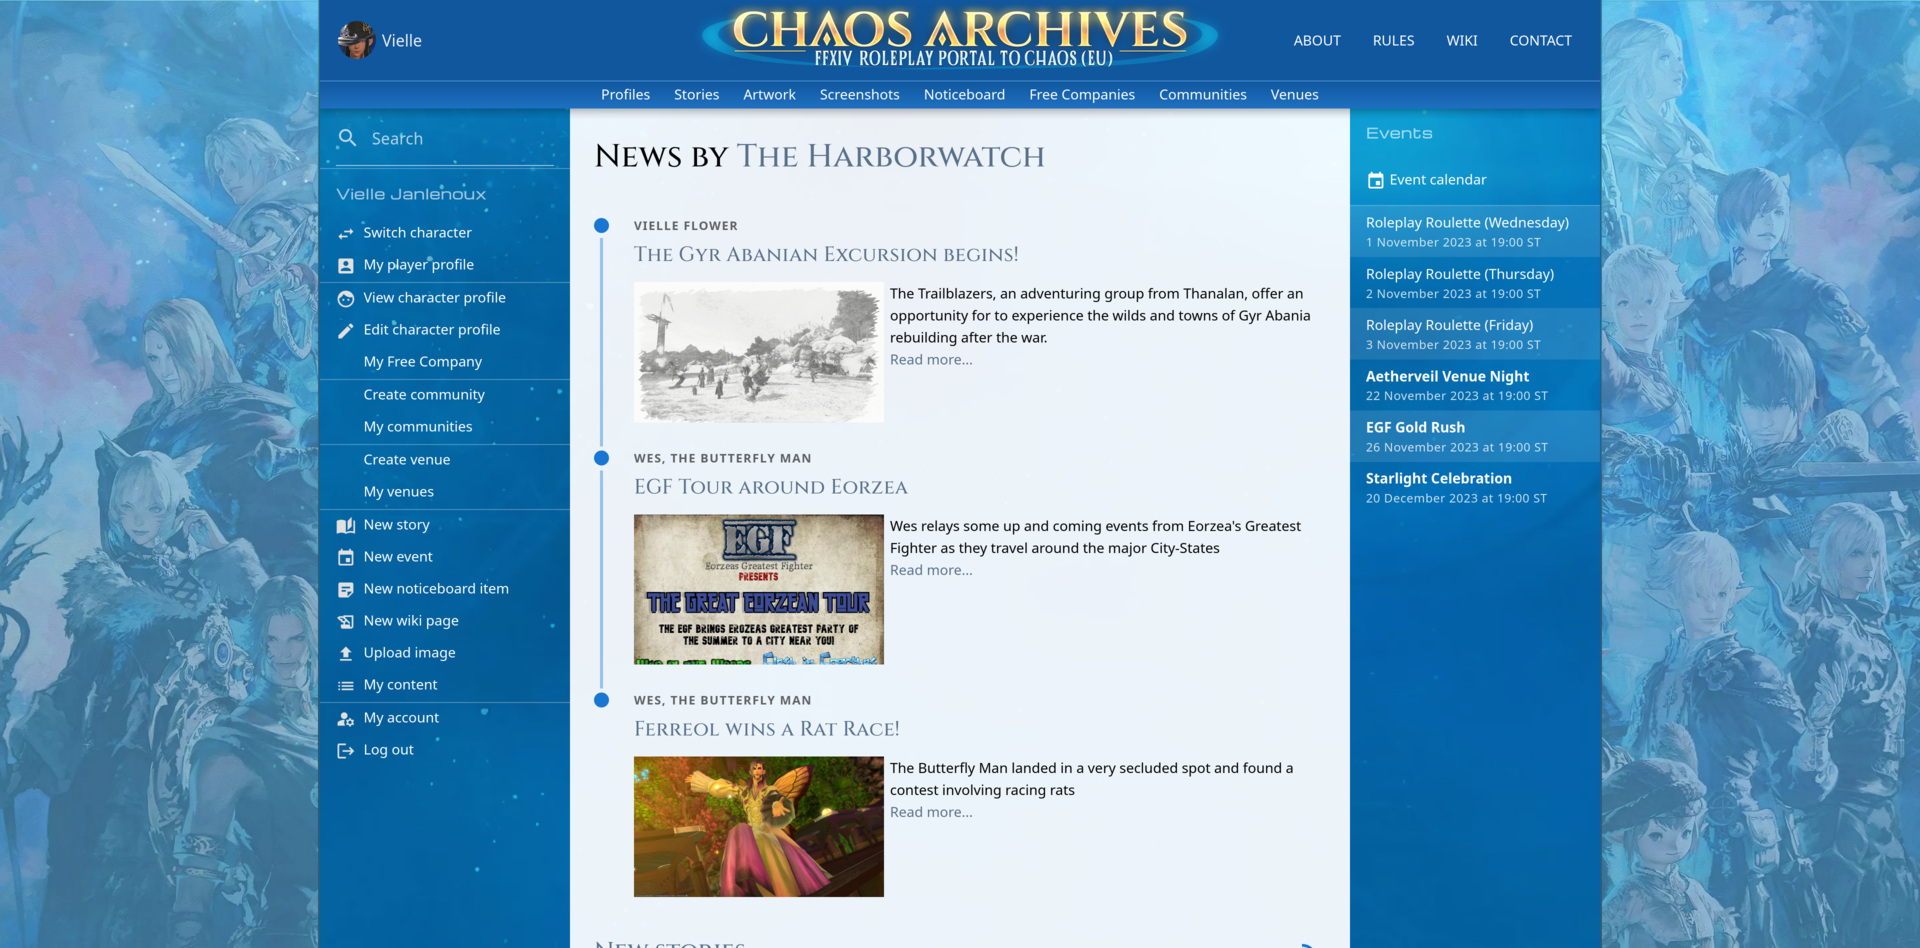 Vielle
CHAOS ARCHIVES
FFXIV ROLEPLAY PORTAL TO CHAOS (EU)
ABOUT RULES WIKI CONTACT
Profiles Stories Artwork Screenshots Noticeboard Free Companies Communities Venues
Search
Vielle Janlenoux
Switch character
My player profile
View character profile
Edit character profile
My Free Company
Create community
My communities
Create venue
My venues
New story
New event
New noticeboard item
New wiki page
Upload image
My content
My account
Log out
News by The Harborwatch
VIELLE FLOWER
The Gyr Abanian Excursion begins!
The Trailblazers, an adventuring group from Thanalan, offer an
opportunity for to experience the wilds and towns of Gyr Abania
rebuilding after the war.
Read more...
WES, THE BUTTERFLY MAN
EGF Tour around Eorzea
EGF
Eorzeas Greatest Fighter
PRESENTS
THE GREAT EORZEAN TOUR
THE EGF BRINGS EROZEAS GREATEST PARTY OF
THE SUMMER TO A CITY NEAR YOU!
Wes relays some up and coming events from Eorzea's Greatest
Fighter as they travel around the major City-States
Read more...
WES, THE BUTTERFLY MAN
Ferreol wins a Rat Race!
The Butterfly Man landed in a very secluded spot and found a
contest involving racing rats
Read more...
New stories
Events
Event calendar
Roleplay Roulette (Wednesday)
1 November 2023 at 19:00 ST
Roleplay Roulette (Thursday)
2 November 2023 at 19:00 ST
Roleplay Roulette (Friday)
3 November 2023 at 19:00 ST
Aetherveil Venue Night
22 November 2023 at 19:00 ST
EGF Gold Rush
26 November 2023 at 19:00 ST
Starlight Celebration
20 December 2023 at 19:00 ST